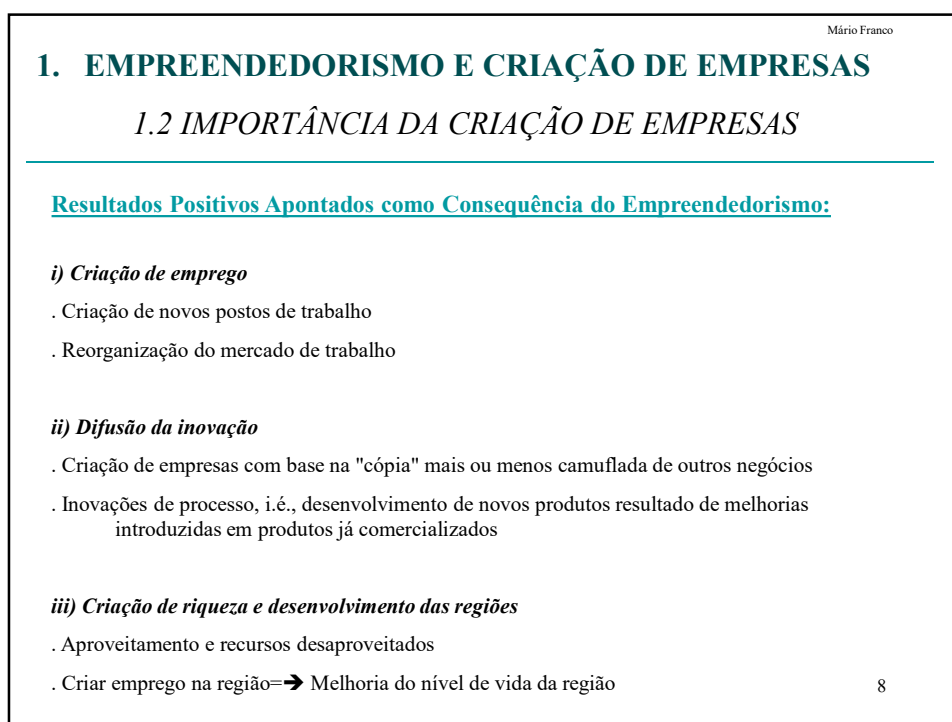 Mário Franco
1. EMPREENDEDORISMO E CRIAÇÃO DE EMPRESAS
1.2 IMPORTÂNCIA DA CRIAÇÃO DE EMPRESAS
Resultados Positivos Apontados como Consequência do Empreendedorismo:
i) Criação de emprego
. Criação de novos postos de trabalho
. Reorganização do mercado de trabalho
ii) Difusão da inovação
. Criação de empresas com base na "cópia" mais ou menos camuflada de outros negócios
. Inovações de processo, i.é., desenvolvimento de novos produtos resultado de melhorias
introduzidas em produtos já comercializados
iii) Criação de riqueza e desenvolvimento das regiões
. Aproveitamento e recursos desaproveitados
. Criar emprego na região=➔ Melhoria do nível de vida da região
8